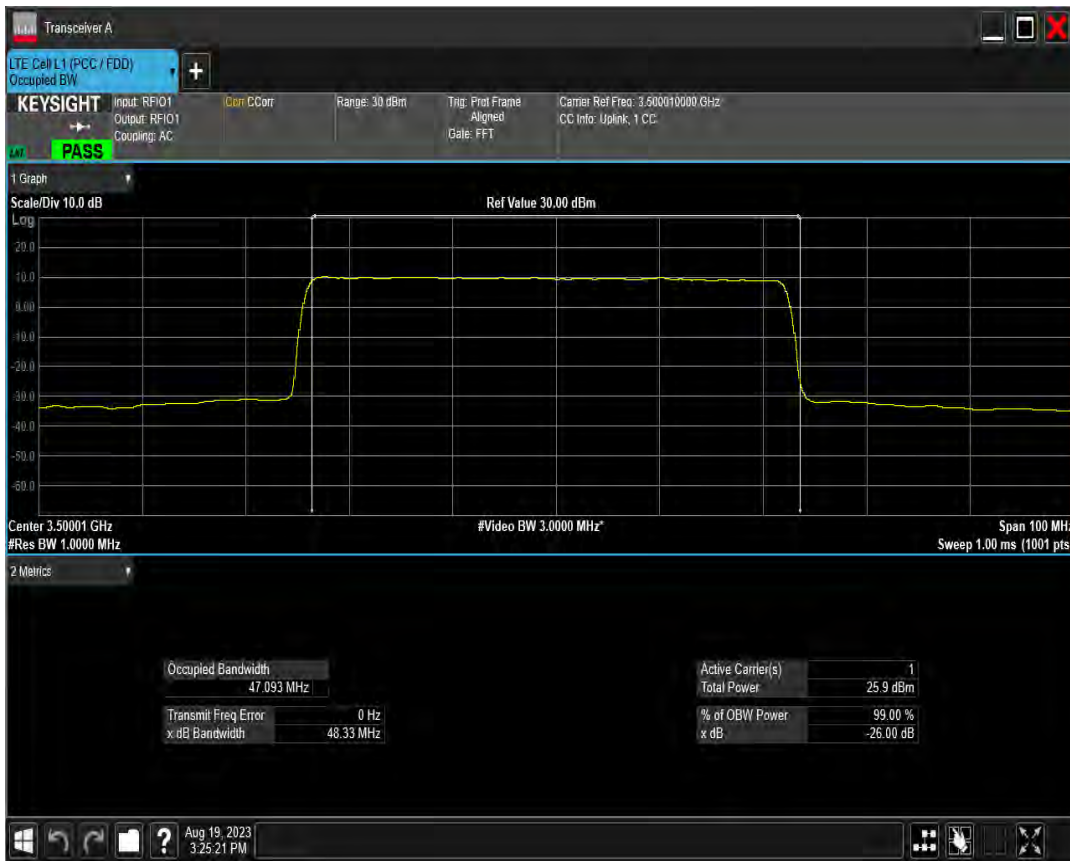 Transceiver A
LTE Cell L1 (PCC / FDD)
Occupied BW
+
KEYSIGHT
Input: RFIO1
Output: RFIO1
Coupling: AC
Corr CCorr
Range: 30 dBm
Trig: Prot Frame
Aligned
Gate: FFT
Carrier Ref Freq: 3.500010000 GHz
CC Info: Uplink, 1 CC
PASS
1 Graph
Scale/Div 10.0 dB
Ref Value 30.00 dBm
Log
20.0
10.0
0.00
-10.0
-20.0
-30.0
-40.0
-50.0
-60.0
Center 3.50001 GHz
#Video BW 3.0000 MHz*
Span 100 MHz
#Res BW 1.0000 MHz
Sweep 1.00 ms (1001 pts
2 Metrics
Occupied Bandwidth
47.093 MHz
Transmit Freq Error 0 Hz
x dB Bandwidth 48.33 MHz
Active Carrier(s) 1
Total Power 25.9 dBm
% of OBW Power 99.00 %
x dB -26.00 dB
?
Aug 19, 2023
3:25:21 PM